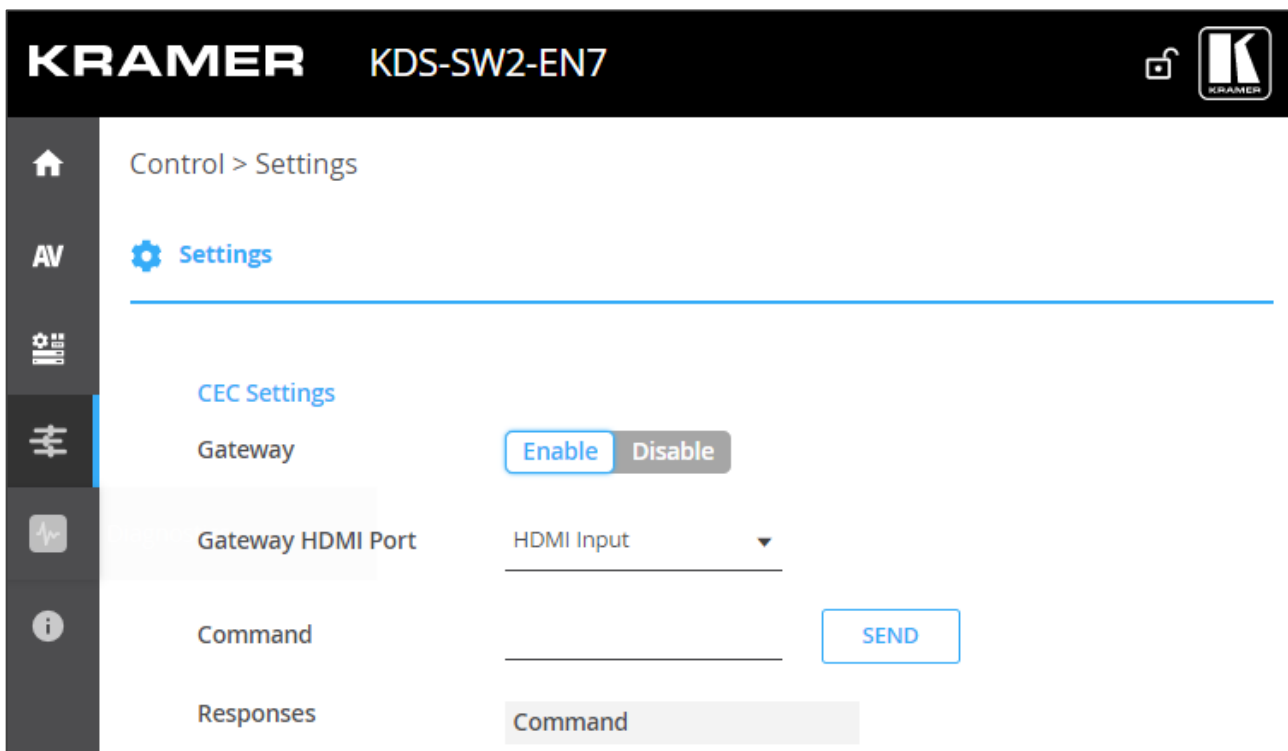 KRAMER KDS-SW2-EN7
KRAMER
Control > Settings
AV
Settings
CEC Settings
Gateway Enable Disable
Gateway HDMI Port HDMI Input
Command SEND
Responses Command